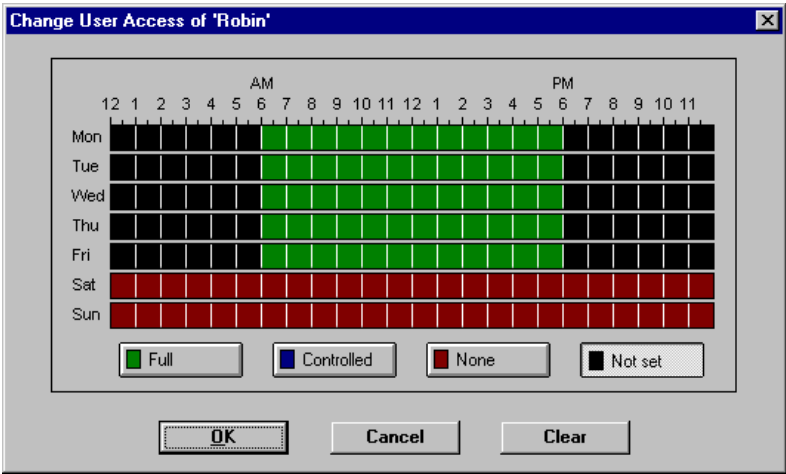 Change User Access of 'Robin'
AM PM
12 1 2 3 4 5 6 7 8 9 10 11 12 1 2 3 4 5 6 7 8 9 10 11
Mon
Tue
Wed
Thu
Fri
Sat
Sun
Full Controlled None Not set
OK Cancel Clear